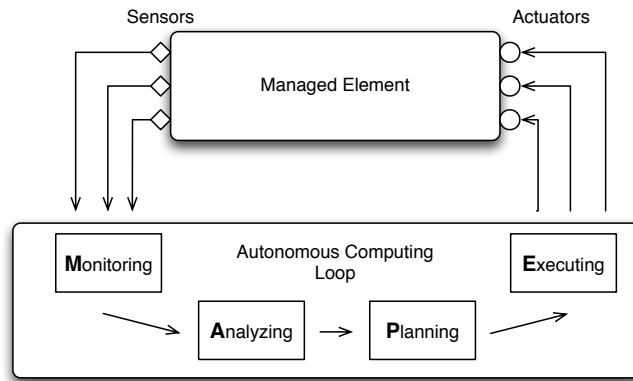 Sensors
Actuators
Managed Element
Monitoring
Autonomous Computing
Loop
Executing
Analyzing
Planning